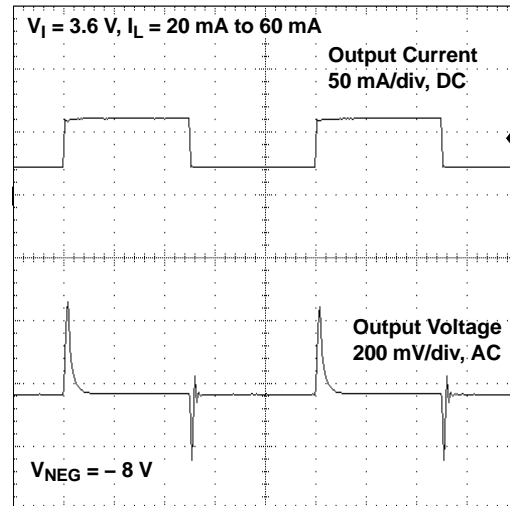 V_I = 3.6 V, I_L = 20 mA to 60 mA
Output Current
50 mA/div, DC
Output Voltage
200 mV/div, AC
V_NEG = – 8 V